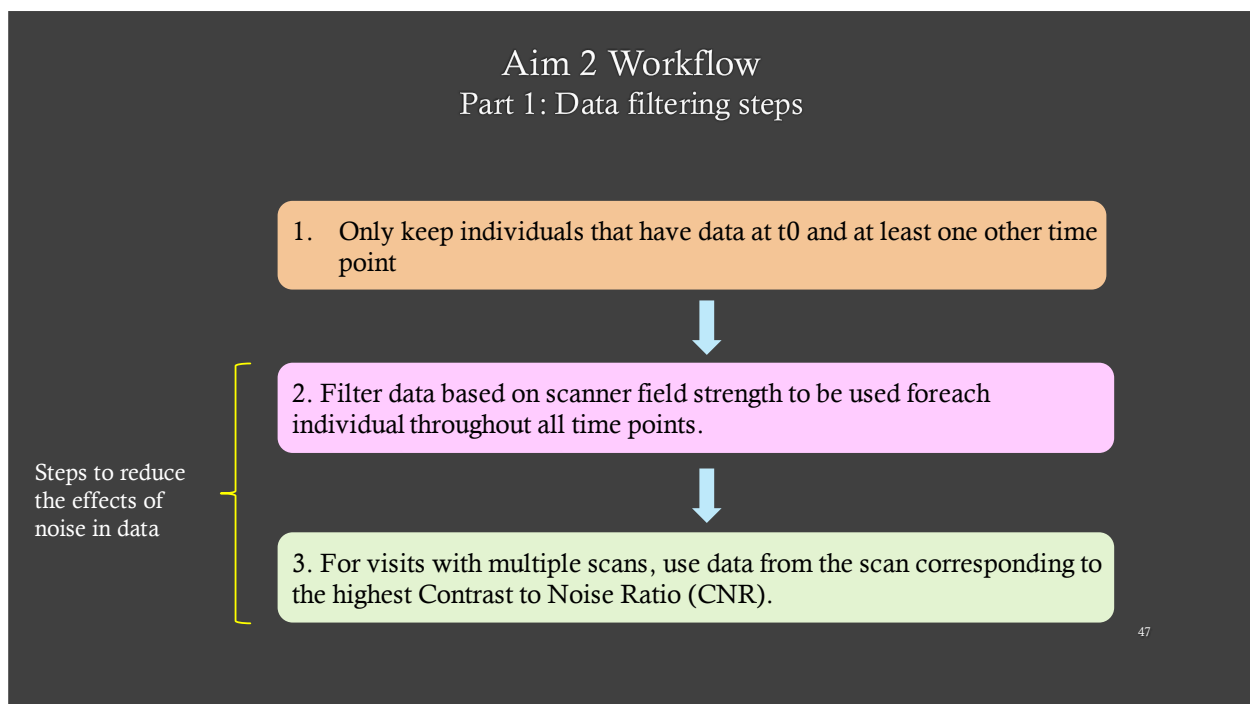 Aim 2 Workflow
Part 1: Data filtering steps
1. Only keep individuals that have data at t0 and at least one other time
point
2. Filter data based on scanner field strength to be used foreach
individual throughout all time points.
Steps to reduce
the effects of
noise in data
3. For visits with multiple scans, use data from the scan corresponding to
the highest Contrast to Noise Ratio (CNR).
47